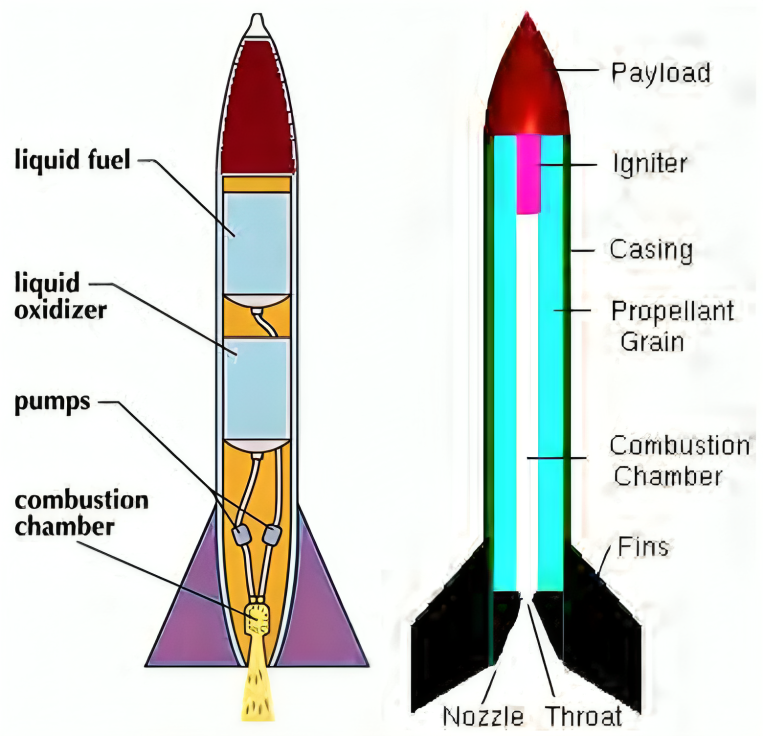 liquid fuel
liquid
oxidizer
pumps
combustion
chamber
Payload
Igniter
Casing
Propellant
Grain
Combustion
Chamber
Fins
Nozzle Throat